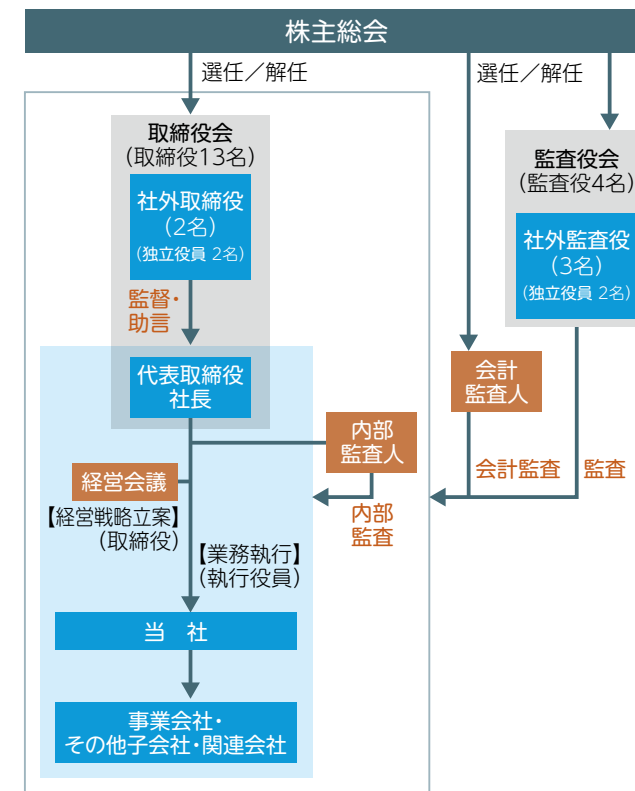 株主総会
選任／解任
選任／解任
取締役会
（取締役13名）
社外取締役
（2名）
（独立役員 2名）
監督・
助言
代表取締役
社長
監査役会
（監査役4名）
社外監査役
（3名）
（独立役員 2名）
会計
監査人
内部
監査人
会計監査
監査
内部
監査
経営会議
【経営戦略立案】
（取締役）
【業務執行】
（執行役員）
当　社
事業会社・
その他子会社・関連会社